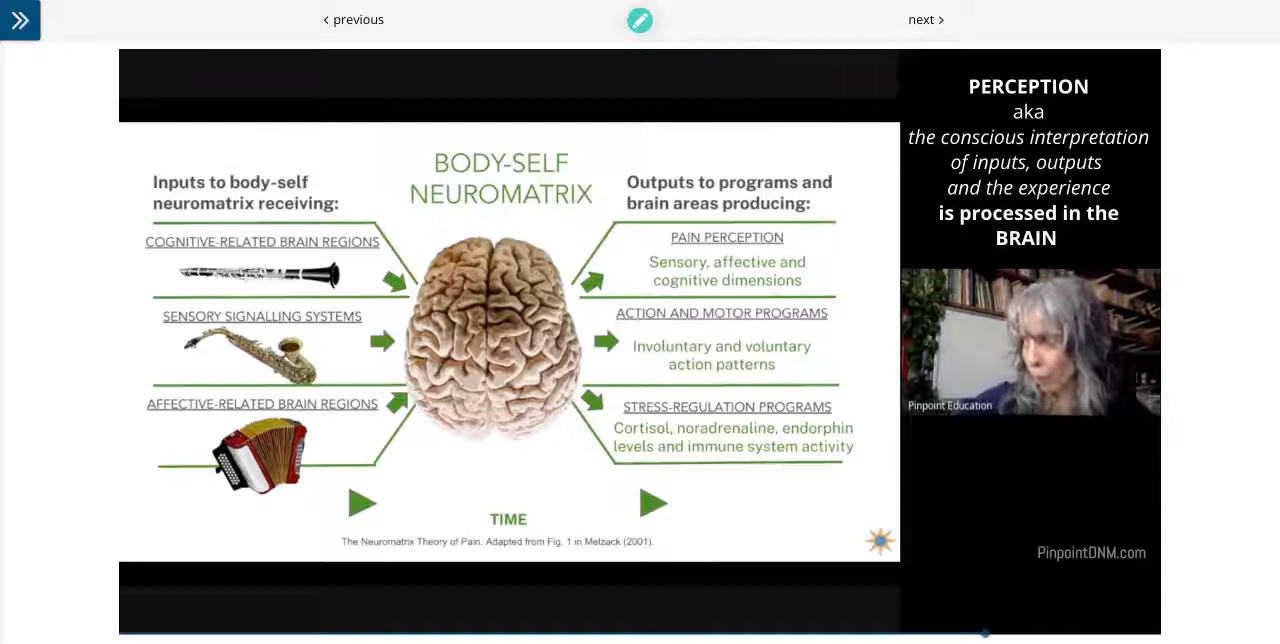 previous
next
PERCEPTION
aka
the conscious interpretation
of inputs, outputs
and the experience
is processed in the
BRAIN
BODY-SELF
NEUROMATRIX
Inputs to body-self
neuromatrix receiving:
COGNITIVE-RELATED BRAIN REGIONS
SENSORY SIGNALLING SYSTEMS
AFFECTIVE-RELATED BRAIN REGIONS
Outputs to programs and
brain areas producing:
PAIN PERCEPTION
Sensory, affective and
cognitive dimensions
ACTION AND MOTOR PROGRAMS
Involuntary and voluntary
action patterns
STRESS-REGULATION PROGRAMS
Cortisol, noradrenaline, endorphin
levels and immune system activity
TIME
The Neuromatrix Theory of Pain. Adapted from Fig. 1 in Melzack (2001).
Pinpoint Education
PinpointDNM.com